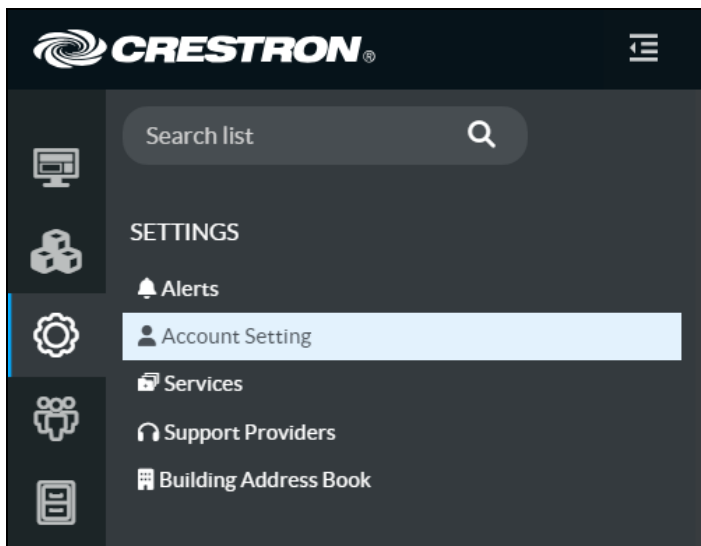 CRESTRON®
Search list
SETTINGS
Alerts
Account Setting
Services
Support Providers
Building Address Book